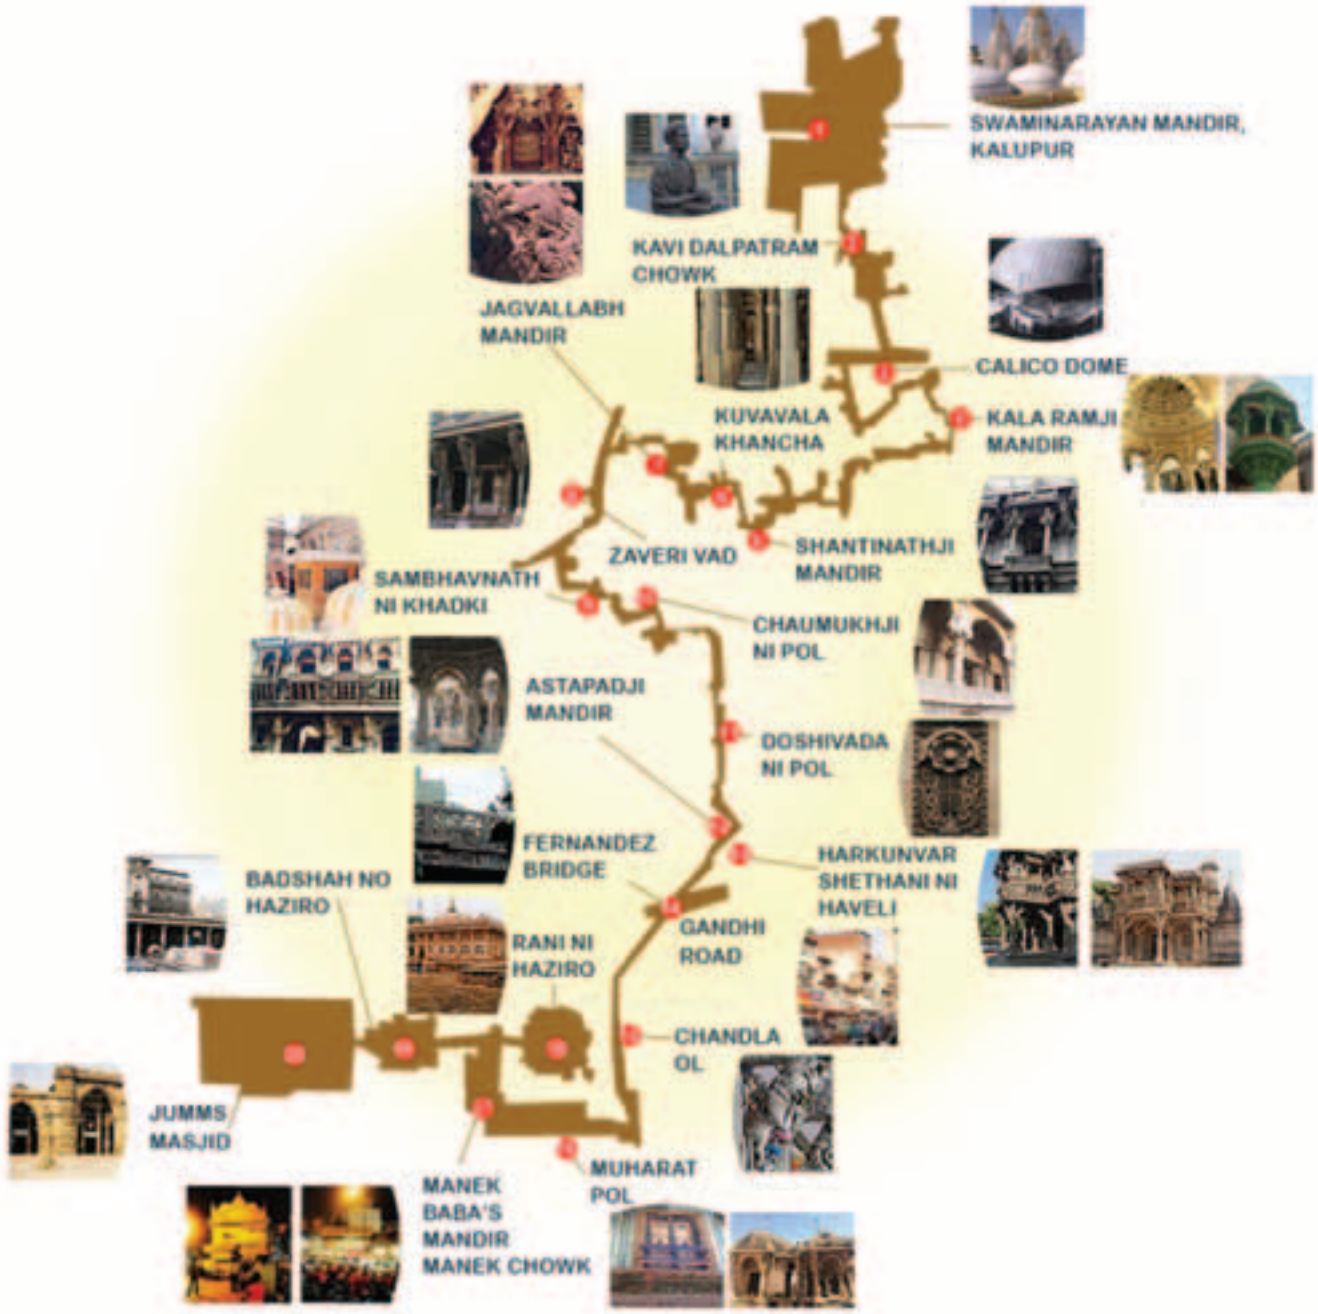 SWAMINARAYAN MANDIR,
KALUPUR
KAVI DALPATRAM
CHOWK
JAGVALLABH
MANDIR
CALICO DOME
KUVAVALA
KHANCHA
KALA RAMJI
MANDIR
ZAVERI VAD
SHANTINATHJI
MANDIR
SAMBHAVNATH
NI KHADKI
CHAUMUKHJI
NI POL
ASTAPADJI
MANDIR
DOSHIVADA
NI POL
FERNANDEZ
BRIDGE
HARKUNVAR
SHETHANI NI
HAVELI
BADSHAH NO
HAZIRO
GANDHI
ROAD
RANI NI
HAZIRO
CHANDLA
OL
JUMMS
MASJID
MUHARAT
POL
MANEK
BABA'S
MANDIR
MANEK CHOWK